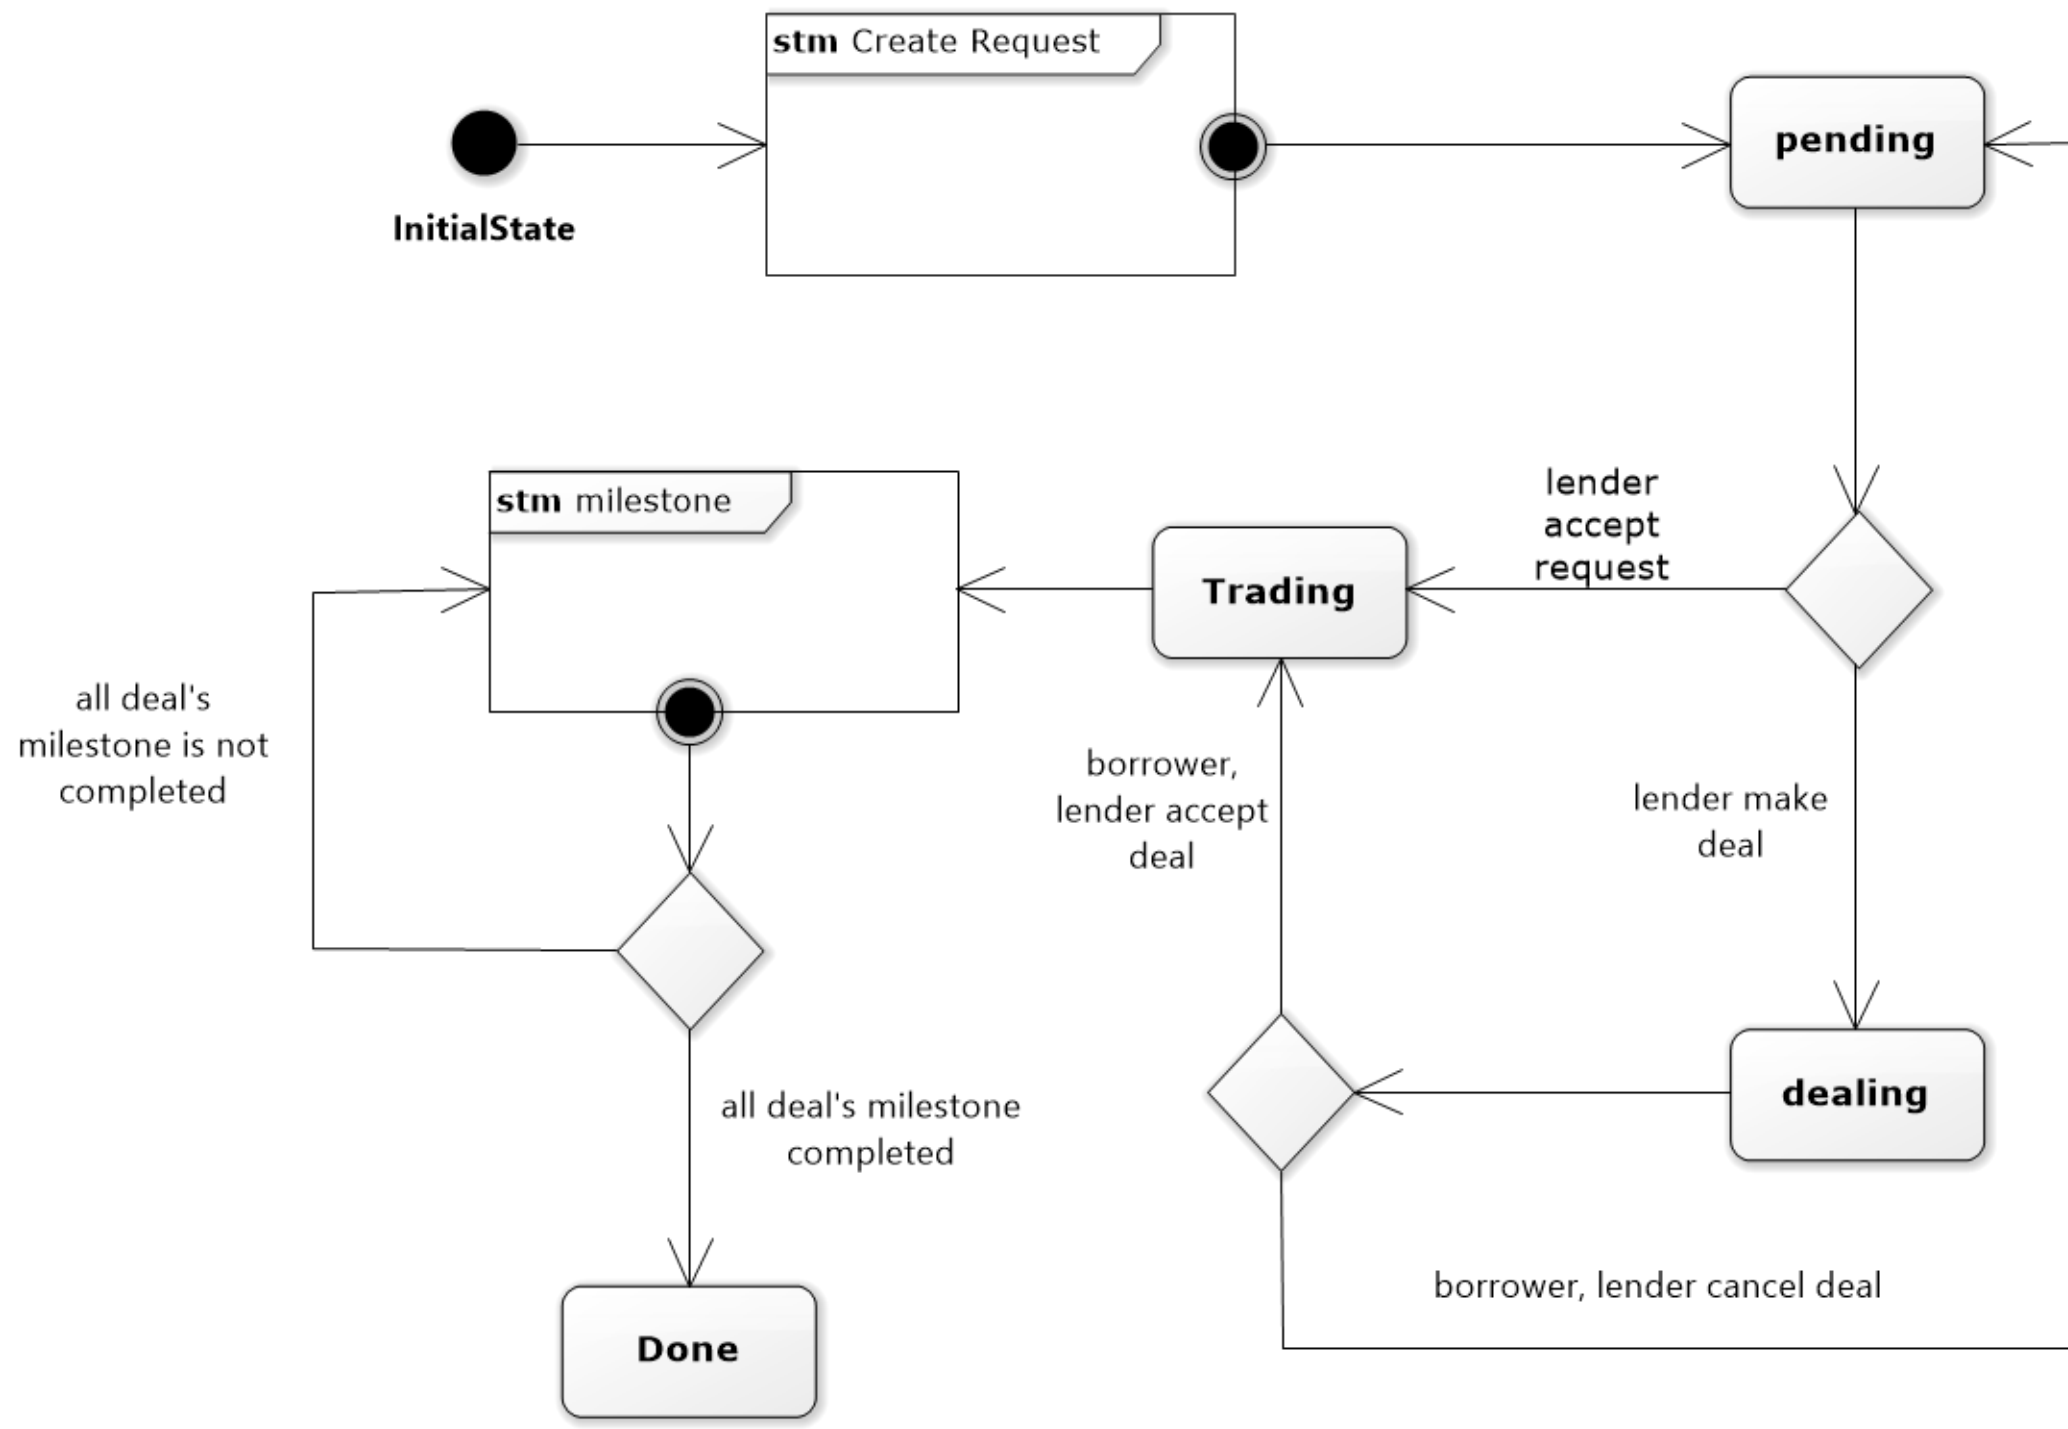 stm Create Request
pending
InitialState
lender
accept
request
stm milestone
Trading
all deal's
milestone is not
completed
borrower,
lender accept
deal
lender make
deal
all deal's milestone
completed
dealing
borrower, lender cancel deal
Done